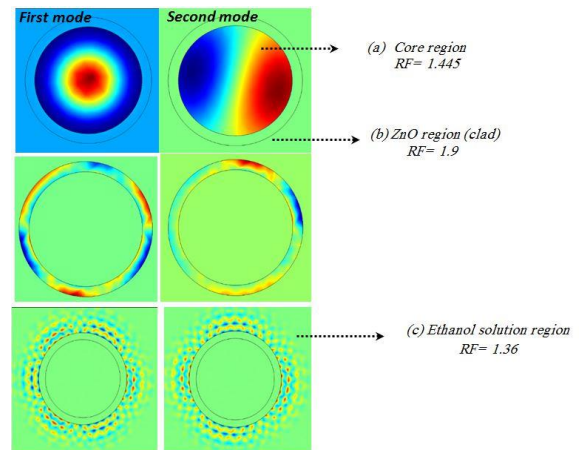 First mode
Second mode
(a) Core region
RF= 1.445
(b) ZnO region (clad)
RF= 1.9
(c) Ethanol solution region
RF= 1.36